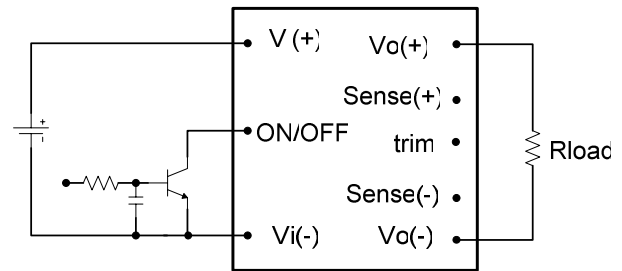 V (+)
Vo(+)
Sense(+)
ON/OFF
trim
Rload
Sense(-)
Vi(-)
Vo(-)
+
-